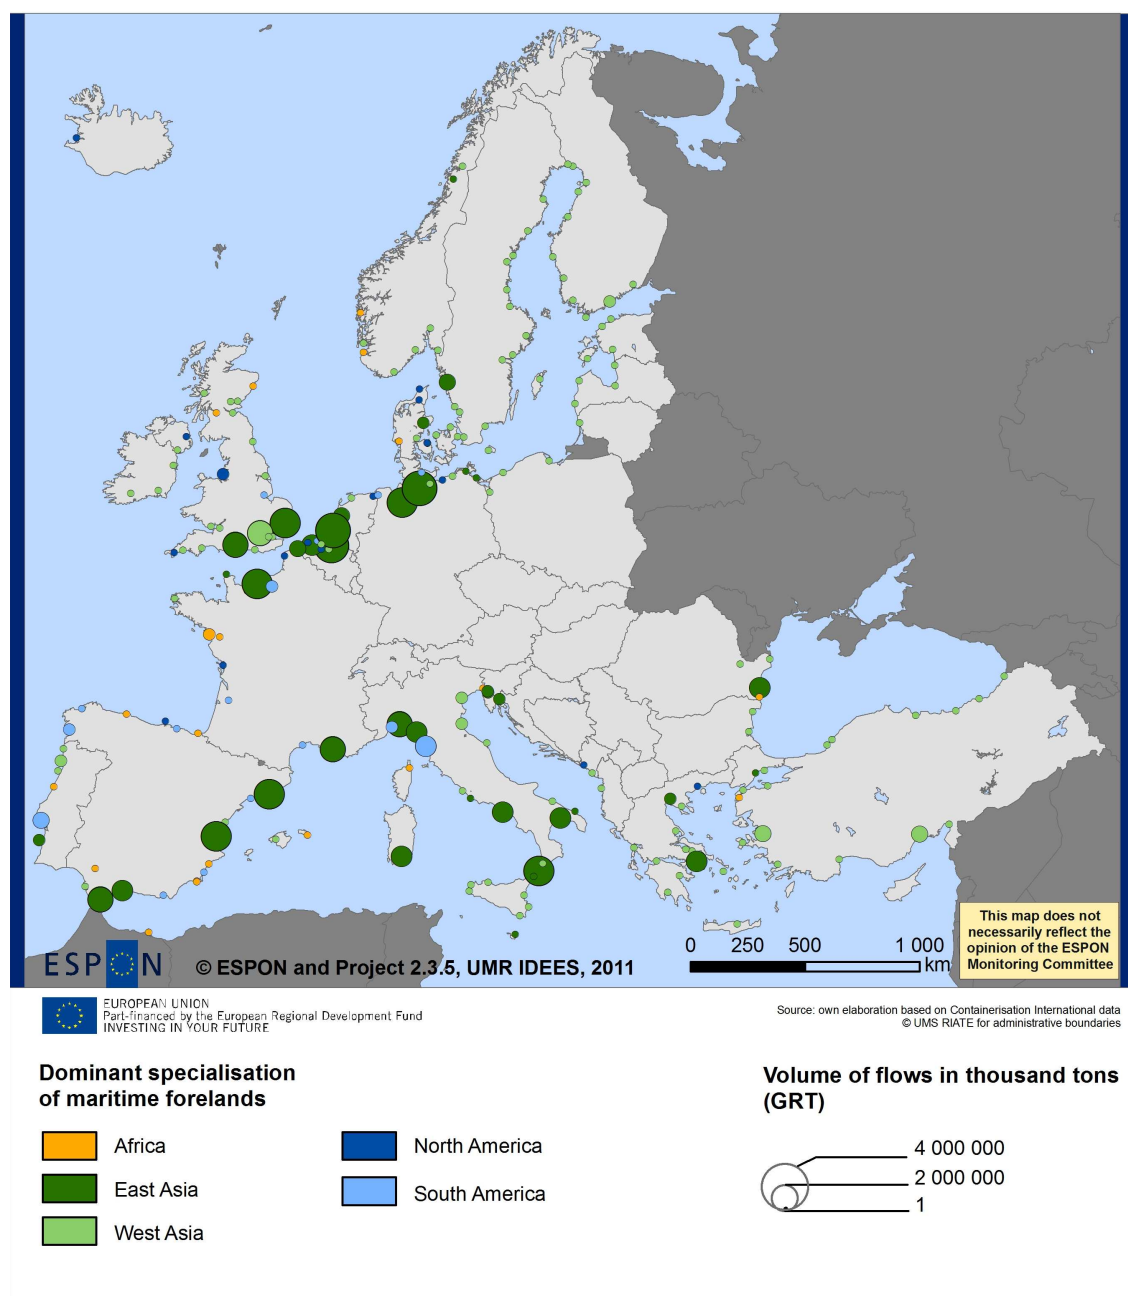 This map does not
necessarily reflect the
opinion of the ESPON
Monitoring Committee
0 250 500 1 000
km
ESPON
© ESPON and Project 2.3.5, UMR IDEES, 2011
EUROPEAN UNION
Part-financed by the European Regional Development Fund
INVESTING IN YOUR FUTURE
Source: own elaboration based on Containerisation International data
© UMS RIATE for administrative boundaries
Dominant specialisation
of maritime forelands
Africa
East Asia
West Asia
North America
South America
Volume of flows in thousand tons
(GRT)
4 000 000
2 000 000
1